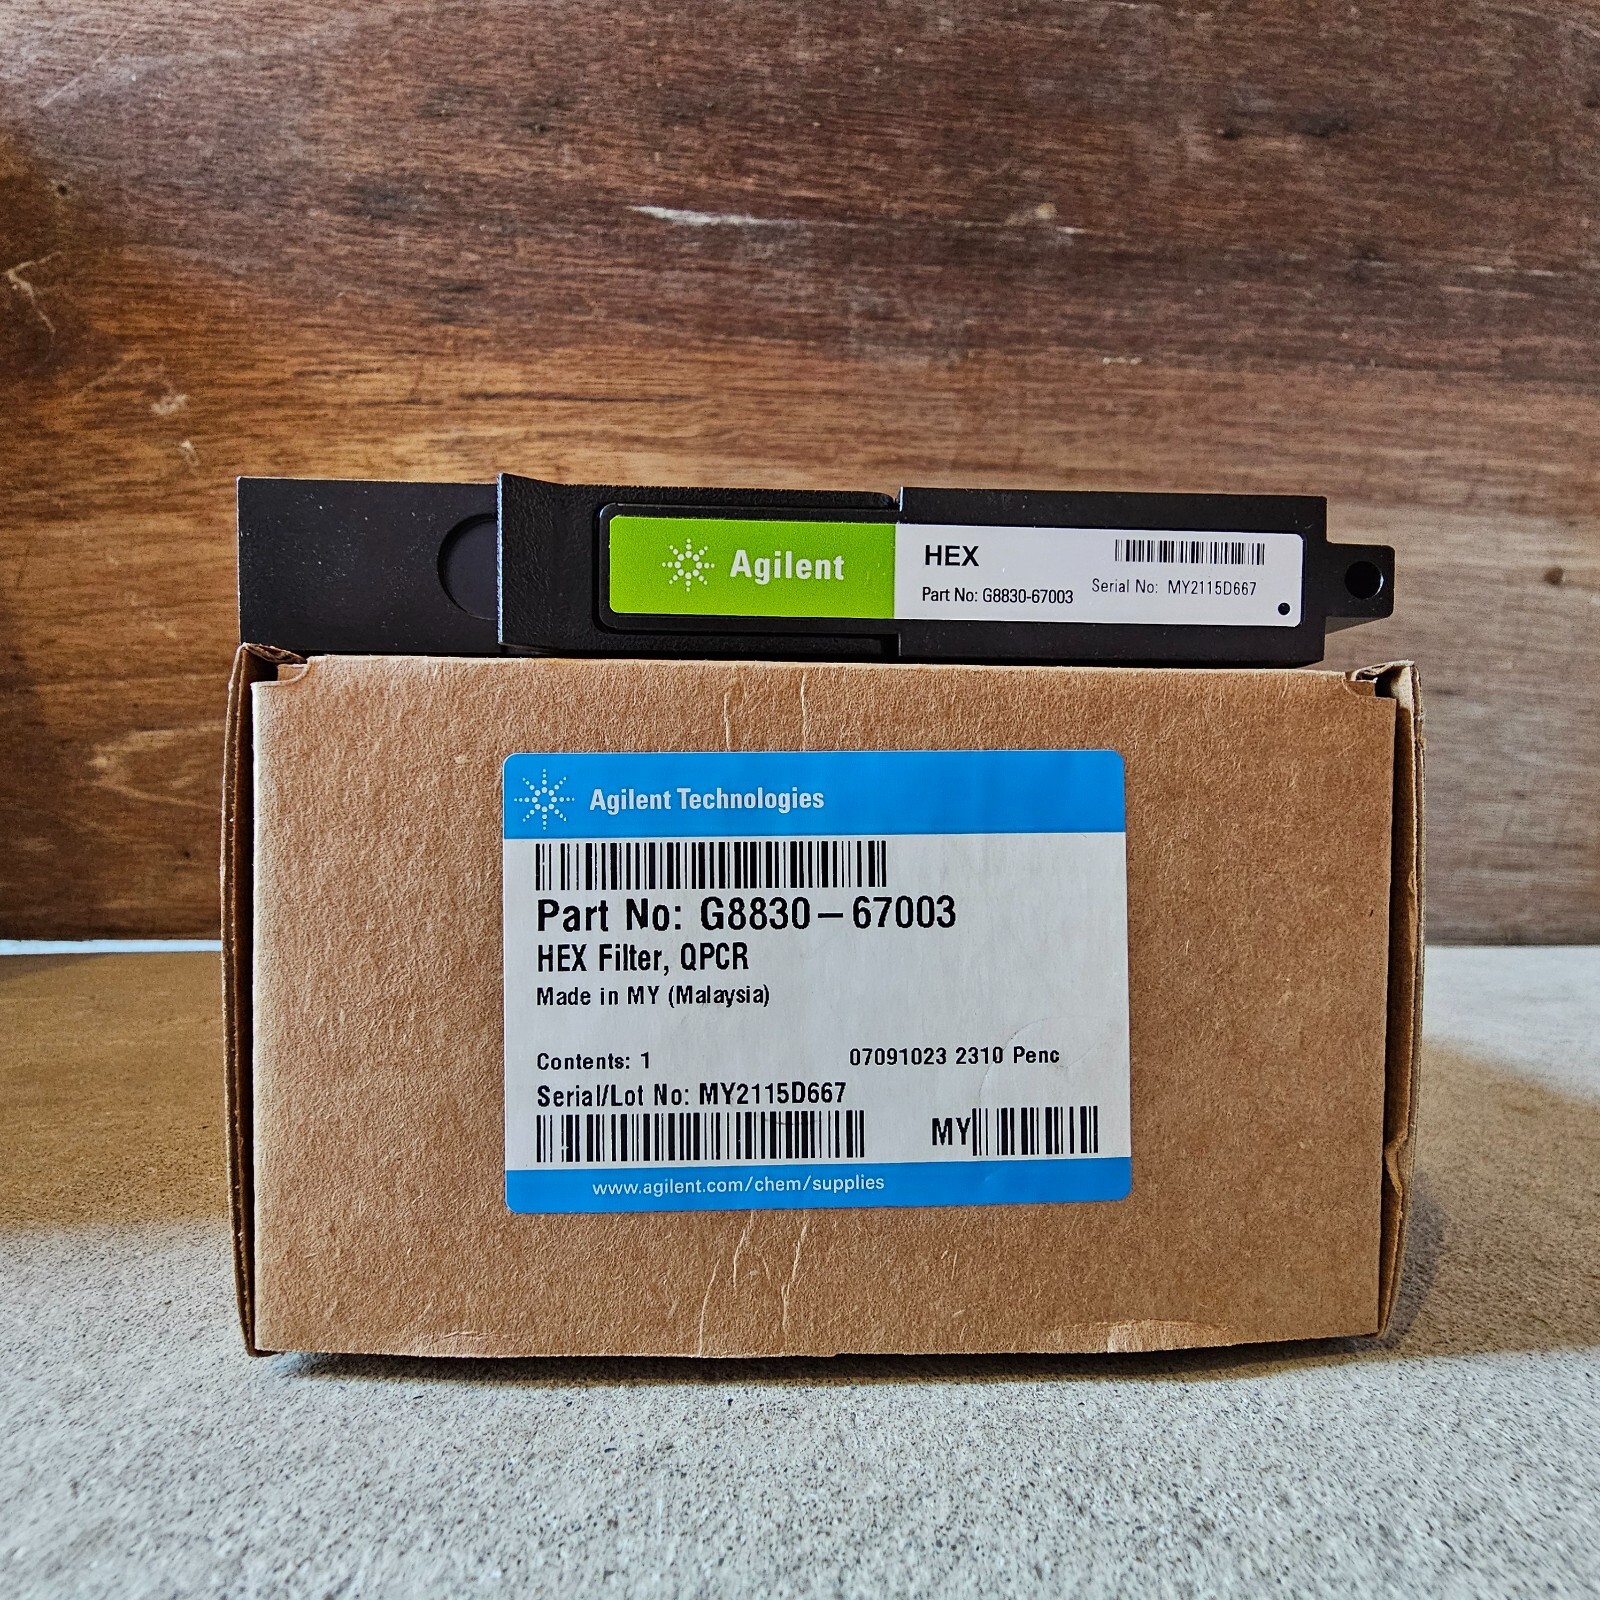 Agilent
HEX
Part No: G8830-67003
Serial No: MY2115D667
Agilent Technologies
Part No: G8830-67003
HEX Filter, QPCR
Made in MY (Malaysia)
Contents: 1
07091023 2310 Penc
Serial/Lot No: MY2115D667
MY
www.agilent.com/chem/supplies